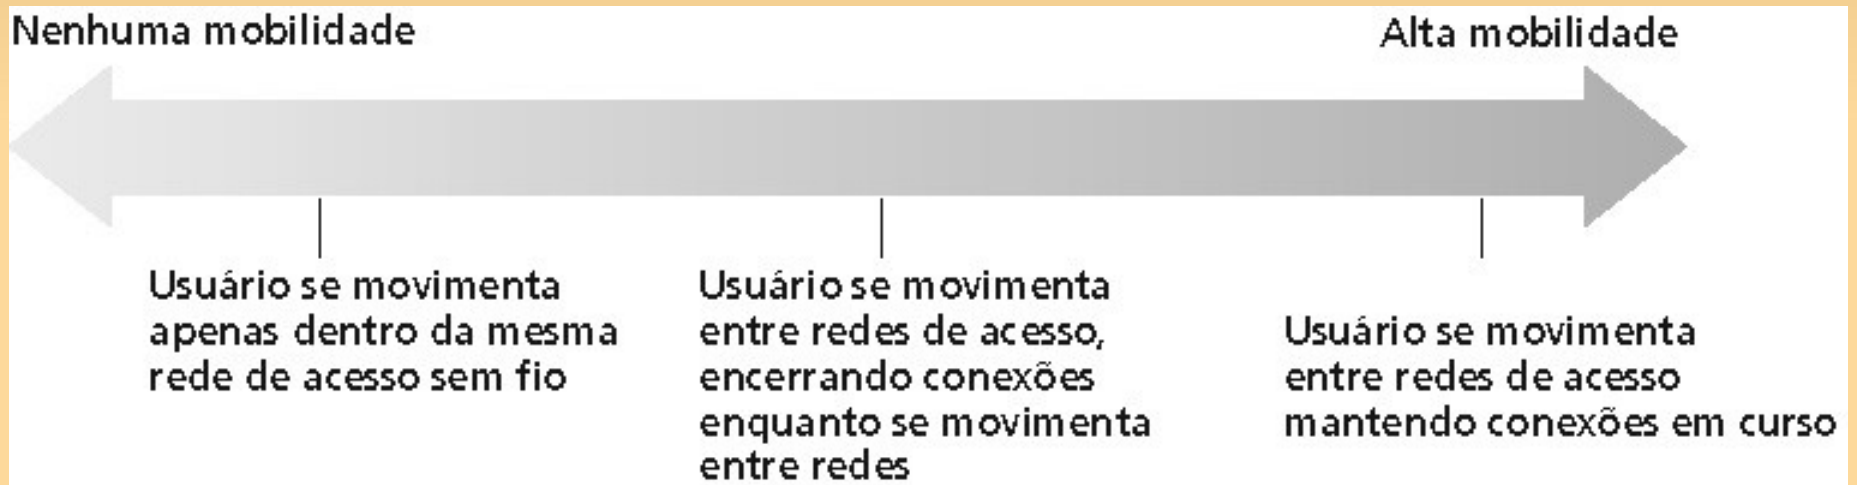 Nenhuma mobilidade
Alta mobilidade
Usuário se movimenta
apenas dentro da mesma
rede de acesso sem fio
Usuário se movimenta
entre redes de acesso,
encerrando conexões
enquanto se movimenta
entre redes
Usuário se movimenta
entre redes de acesso
mantendo conexões em curso